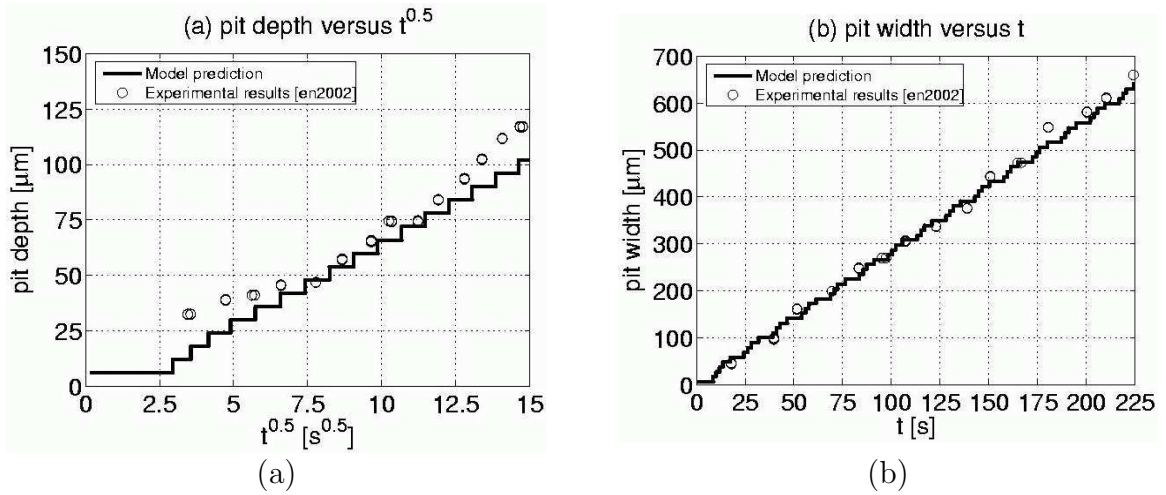 (a) pit depth versus t^0.5
150
125
100
75
50
25
0
pit depth [μm]
Model prediction
Experimental results [en2002]
0 2.5 5 7.5 10 12.5 15
t^0.5 [s^0.5]
(a)
(b) pit width versus t
700
600
500
400
300
200
100
0
pit width [μm]
Model prediction
Experimental results [en2002]
0 25 50 75 100 125 150 175 200 225
t [s]
(b)